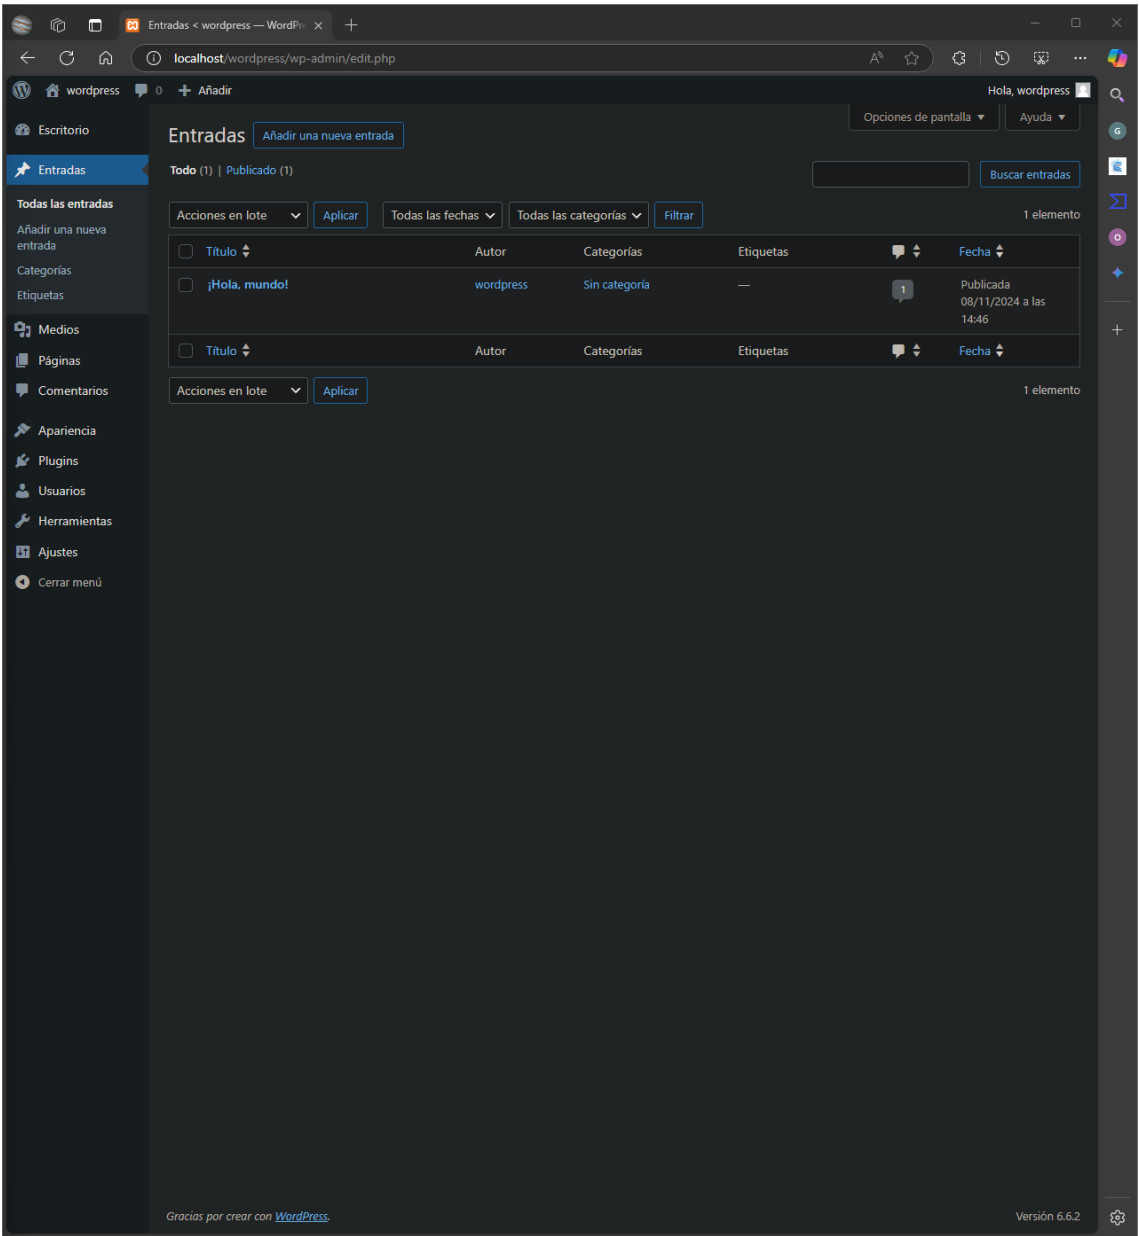 Entradas < wordpress — WordPre
localhost/wordpress/wp-admin/edit.php
wordpress 0 Añadir
Hola, wordpress
Escritorio
Entradas
Todas las entradas
Añadir una nueva
entrada
Categorías
Etiquetas
Medios
Páginas
Comentarios
Apariencia
Plugins
Usuarios
Herramientas
Ajustes
Cerrar menú
Opciones de pantalla
Ayuda
Entradas Añadir una nueva entrada
Todo (1) | Publicado (1)
Buscar entradas
Acciones en lote Aplicar Todas las fechas Todas las categorías Filtrar 1 elemento
Título Autor Categorías Etiquetas Fecha
¡Hola, mundo! wordpress Sin categoría — 1 Publicada
08/11/2024 a las
14:46
Título Autor Categorías Etiquetas Fecha
Acciones en lote Aplicar 1 elemento
Gracias por crear con WordPress.
Versión 6.6.2
G
O